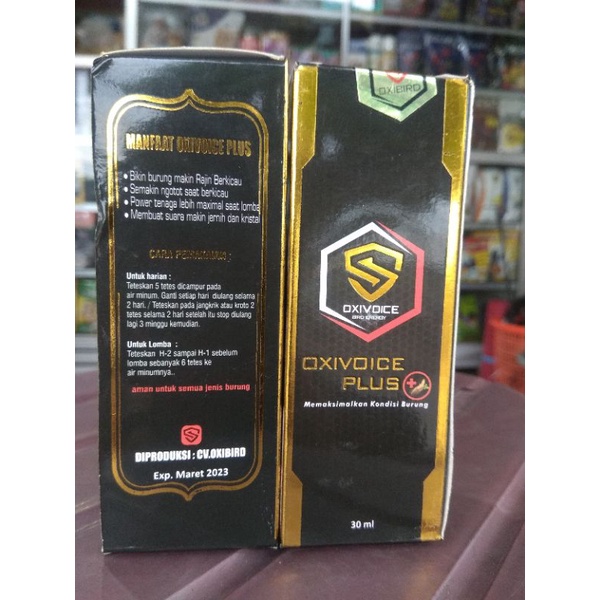 MANFAAT OXIVOICE PLUS
• Bikin burung makin Rajin Berkicau
• Semakin ngotot saat berkicau
• Power tenaga lebih maximal saat lomba
• Membuat suara makin jernih dan kristal
CARA PEMAKAIAN :
Untuk harian :
Teteskan 5 tetes dicampur pada
air minum. Ganti setiap hari diulang selama
2 hari. / Teteskan pada jangkrik atau kroto 2
tetes selama 2 hari setelah itu stop diulang
lagi 3 minggu kemudian.
Untuk Lomba :
Teteskan H-2 sampai H-1 sebelum
lomba sebanyak 6 tetes ke
air minumnya..
aman untuk semua jenis burung
DIPRODUKSI : CV.OXIBIRD
Exp. Maret 2023
OXIBIRD
OXIVOICE
BIRD ENERGY
OXIVOICE
PLUS
Memaksimalkan Kondisi Burung
30 ml